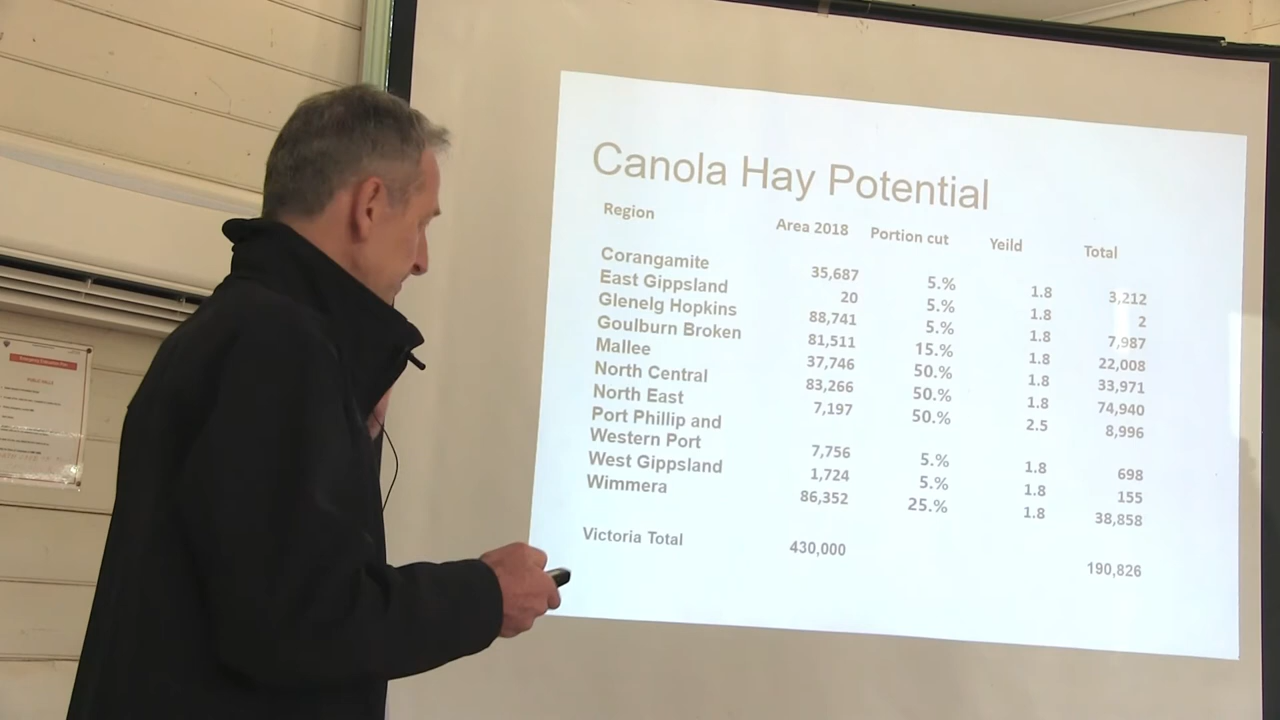 Canola Hay Potential
Region Area 2018 Portion cut Yeild Total
Corangamite 35,687 5.% 1.8 3,212
East Gippsland 20 5.% 1.8 2
Glenelg Hopkins 88,741 5.% 1.8 7,987
Goulburn Broken 81,511 15.% 1.8 22,008
Mallee 37,746 50.% 1.8 33,971
North Central 83,266 50.% 1.8 74,940
North East 7,197 50.% 2.5 8,996
Port Phillip and
Western Port 7,756 5.% 1.8 698
West Gippsland 1,724 5.% 1.8 155
Wimmera 86,352 25.% 1.8 38,858
Victoria Total 430,000 190,826
PUBLIC HALLS